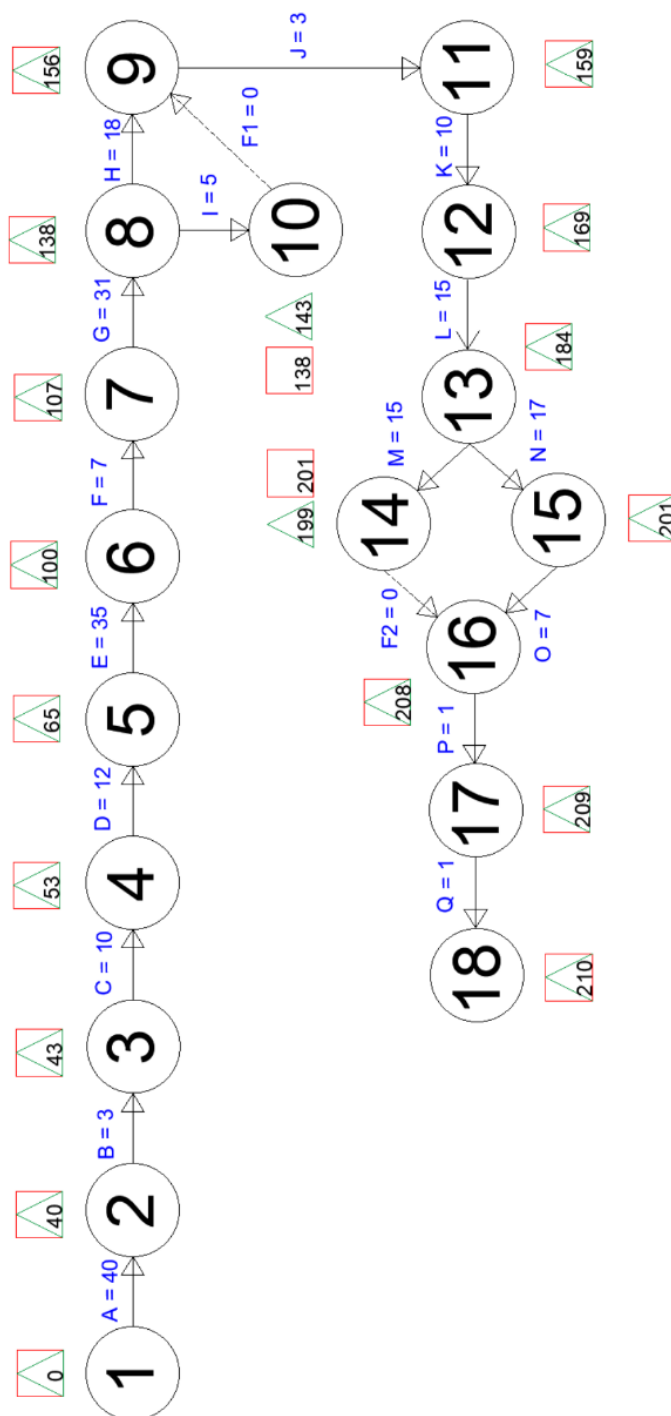 0
40
43
53
65
100
107
138
156
1
A = 40
2
B = 3
3
C = 10
4
D = 12
5
E = 35
6
F = 7
7
G = 31
8
H = 18
9
I = 5
10
F1 = 0
J = 3
143
138
201
199
11
159
K = 10
12
169
L = 15
13
184
M = 15
14
N = 17
15
201
F2 = 0
O = 7
16
208
P = 1
17
209
Q = 1
18
210